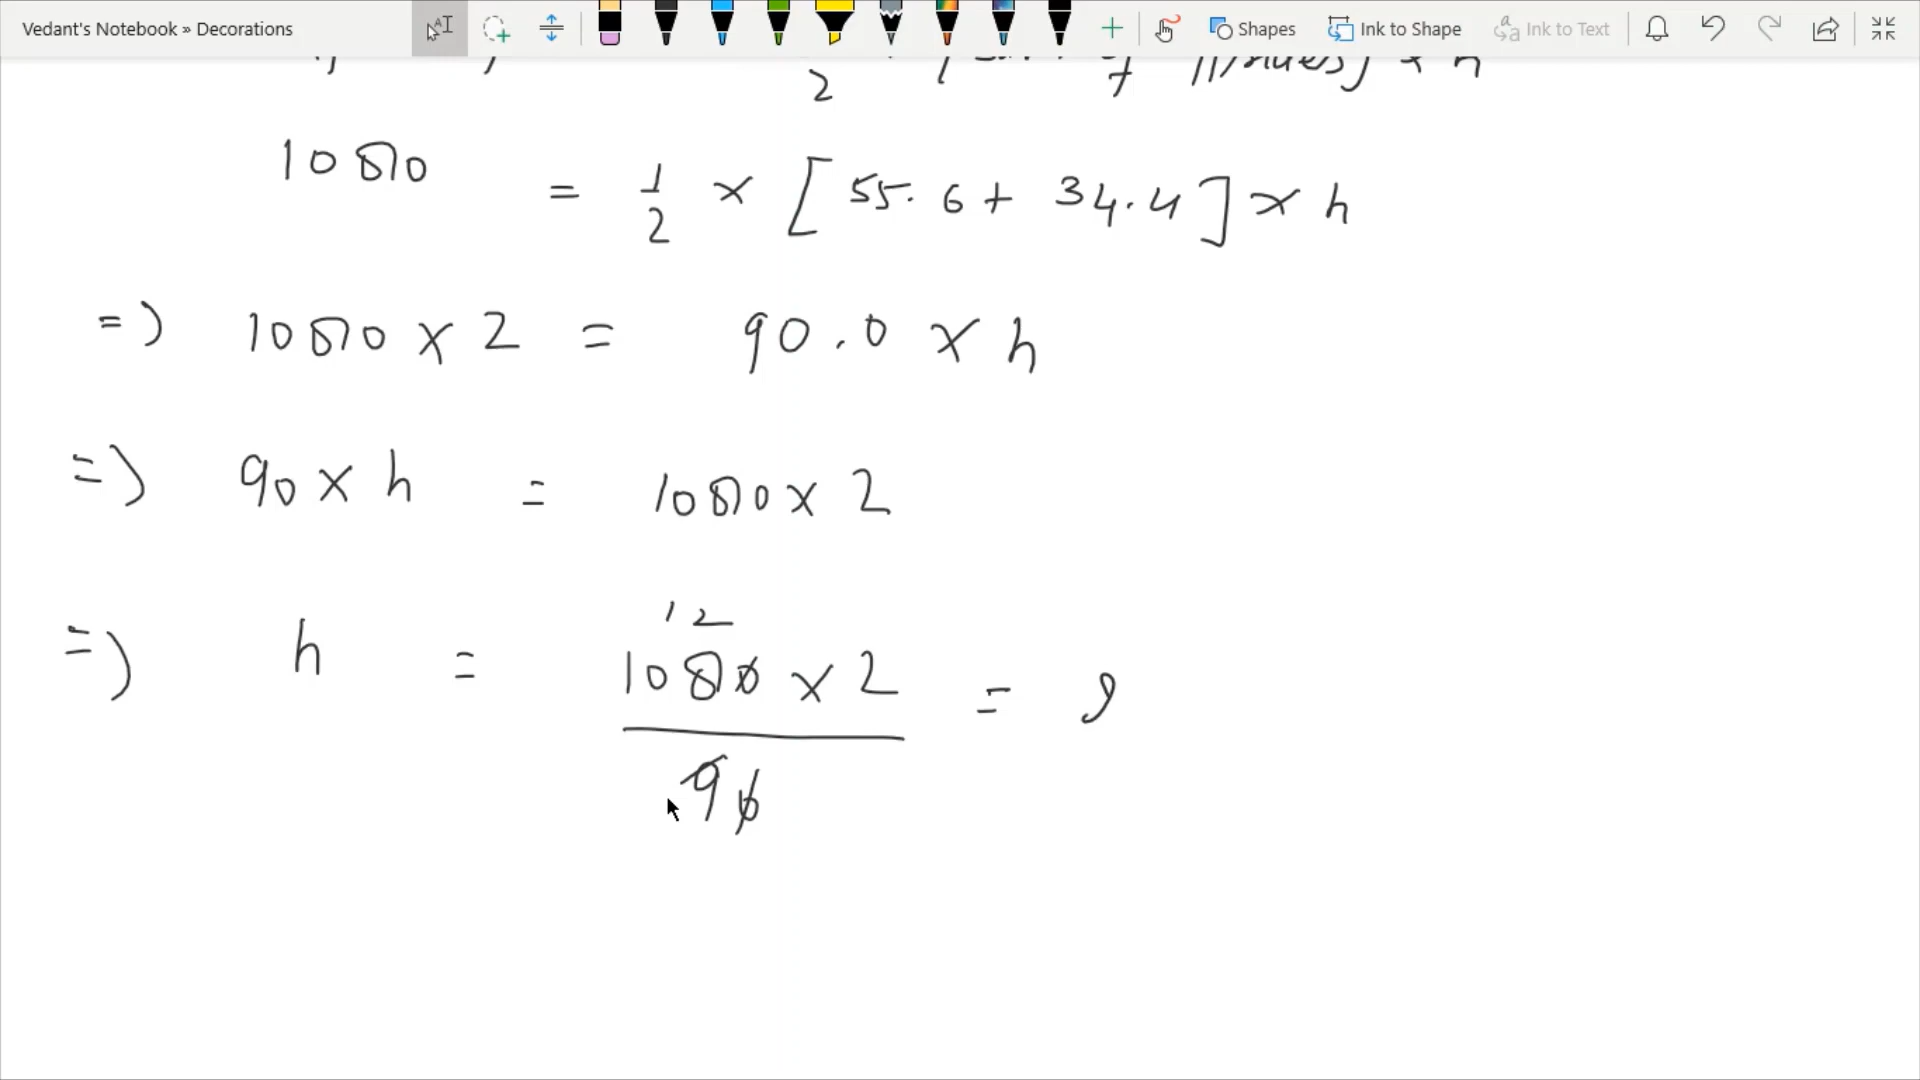 Vedant's Notebook » Decorations Shapes Ink to Shape Ink to Text
2
1080 = 1/2 × [55.6 + 34.4] × h
=) 1080 × 2 = 90.0 × h
=) 90 × h = 1080 × 2
12
=) h = 1080 × 2 =
90